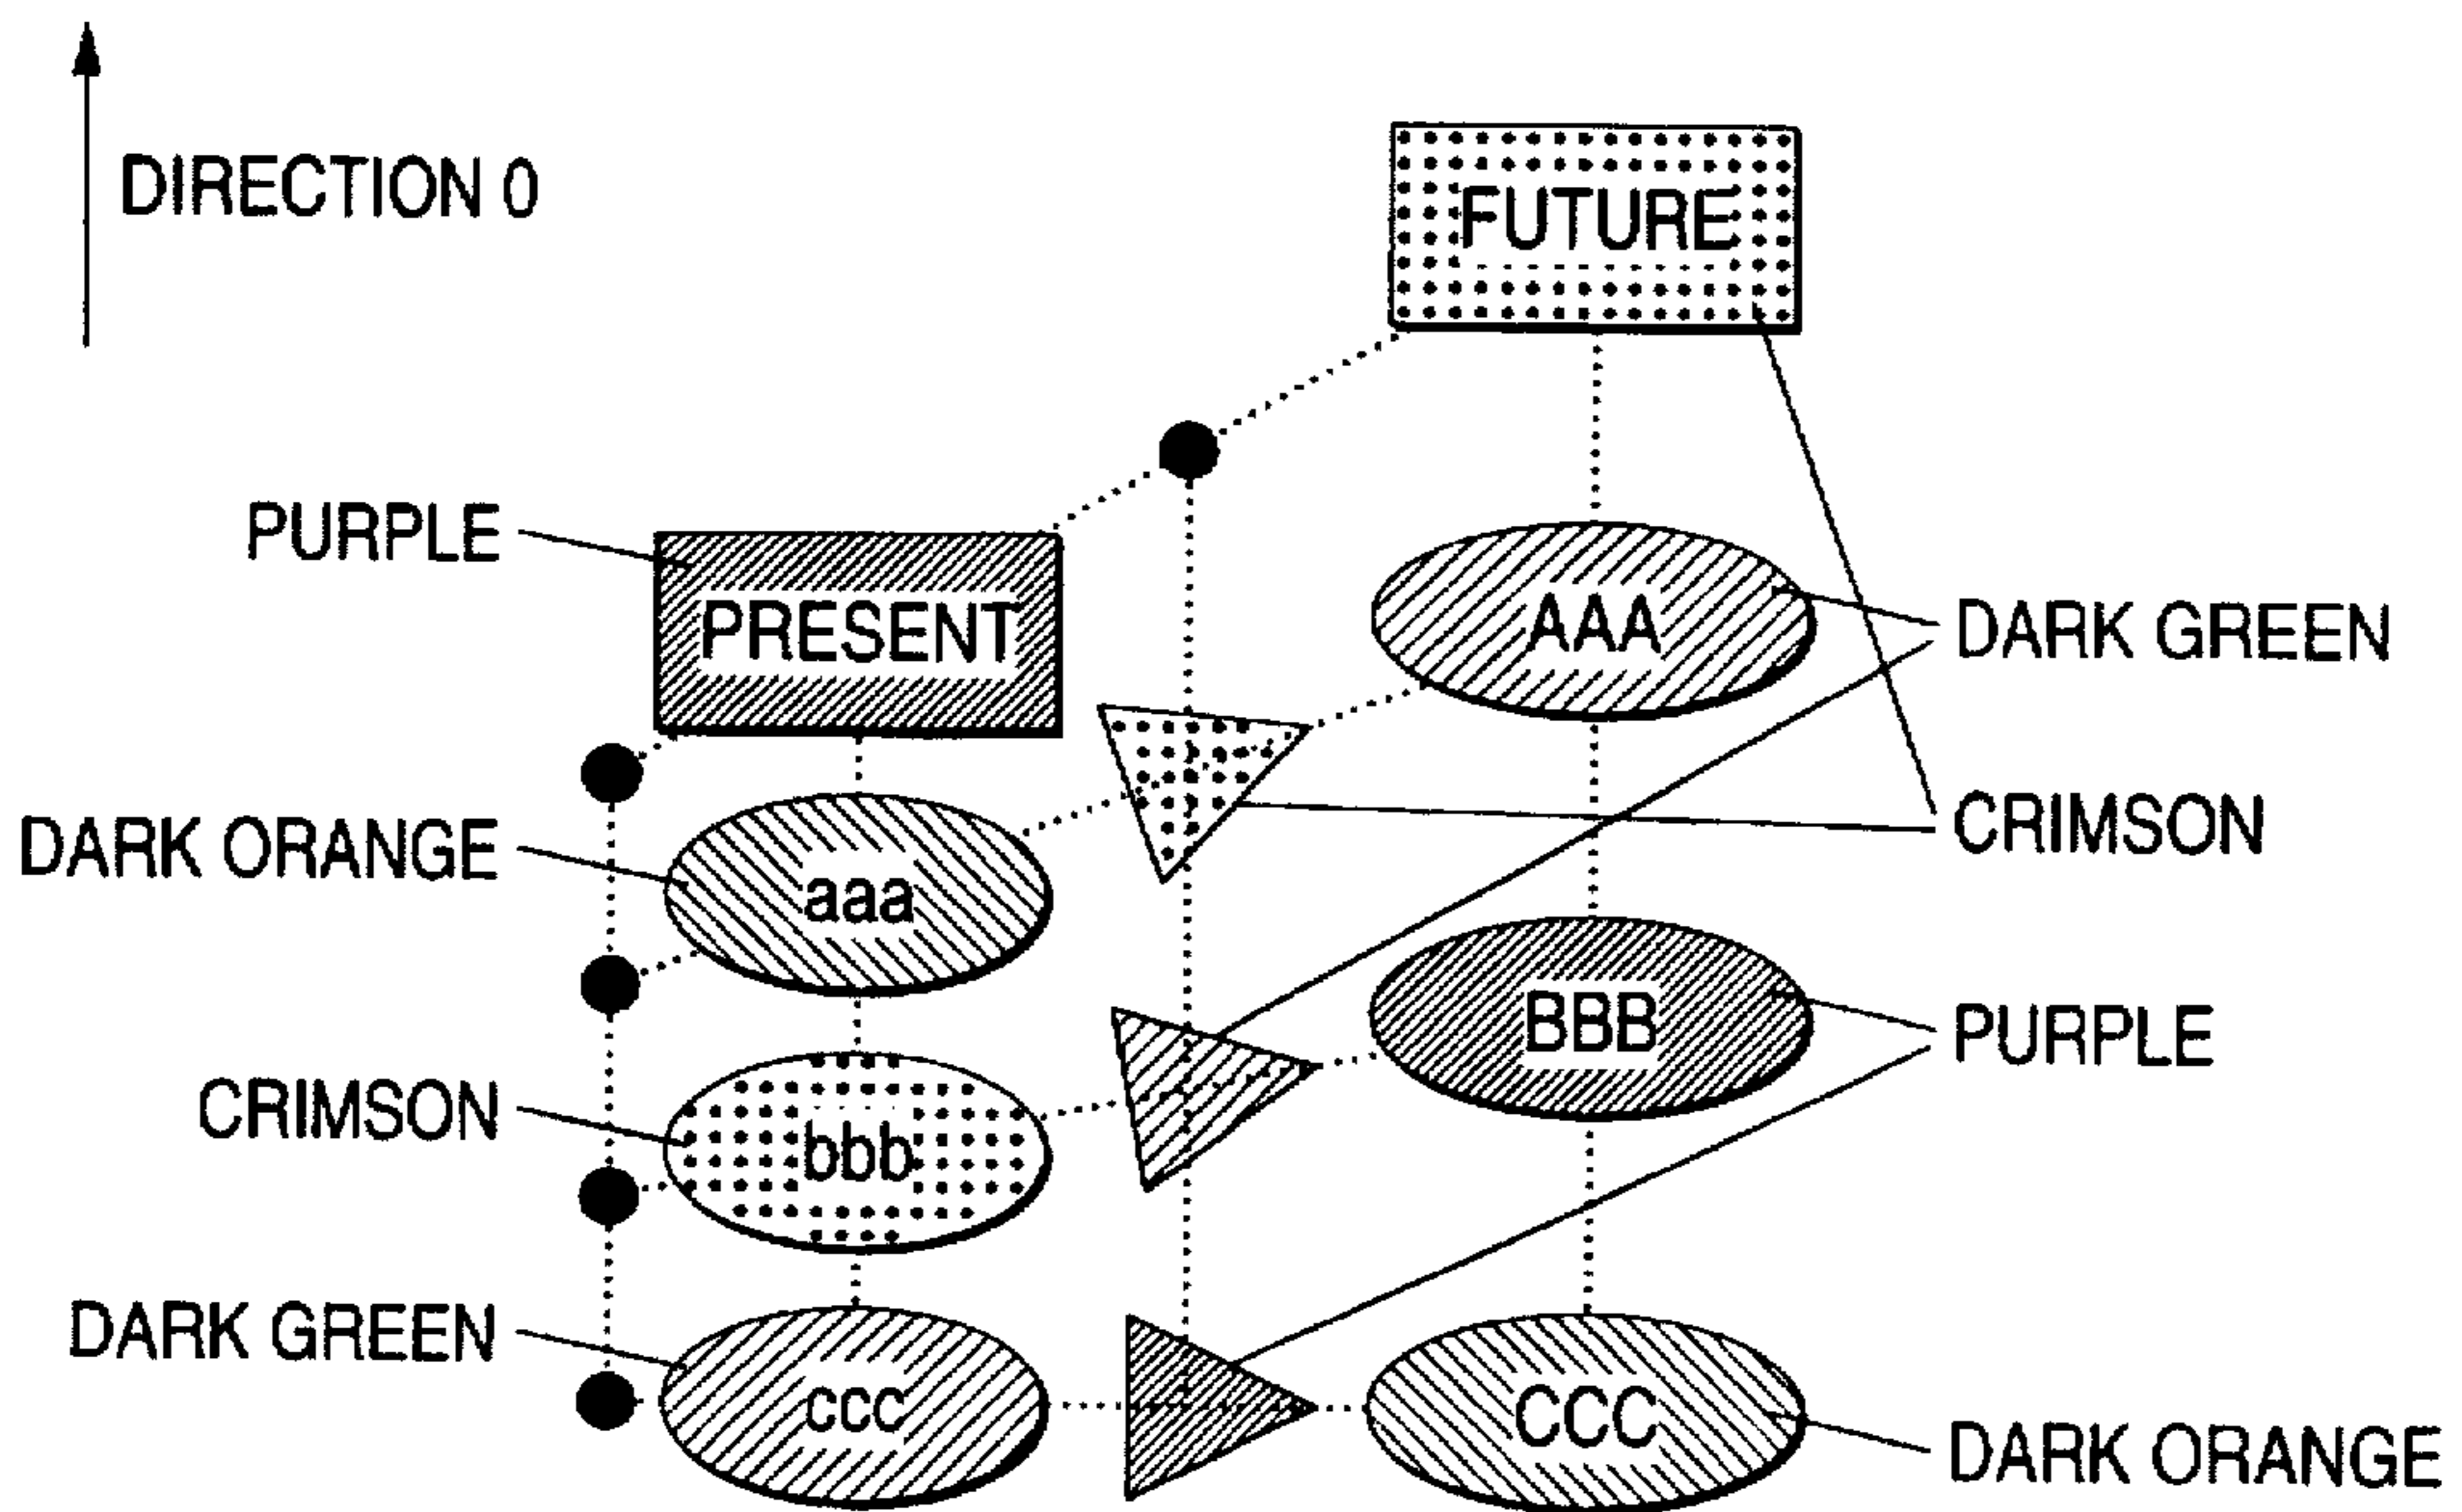 DIRECTION 0
FUTURE
PURPLE
PRESENT
AAA
DARK GREEN
DARK ORANGE
aaa
CRIMSON
BBB
PURPLE
CRIMSON
bbb
DARK GREEN
ccc
CCC
DARK ORANGE